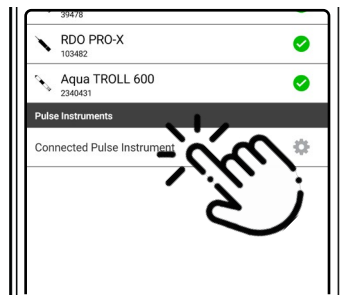 39478
RDO PRO-X
103482
Aqua TROLL 600
2340431
Pulse Instruments
Connected Pulse Instrument